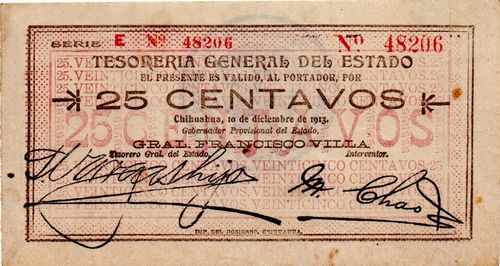 SERIE E Nº 48206 Nº 48206
TESORERIA GENERAL DEL ESTADO
EL PRESENTE ES VALIDO, AL PORTADOR, POR
25 CENTAVOS
Chihuahua, 10 de diciembre de 1913.
Gobernador Provisional del Estado,
GRAL. FRANCISCO VILLA
Tesorero Gral. del Estado. Interventor.
IMP. DEL GOBIERNO, CHIHUAHUA.